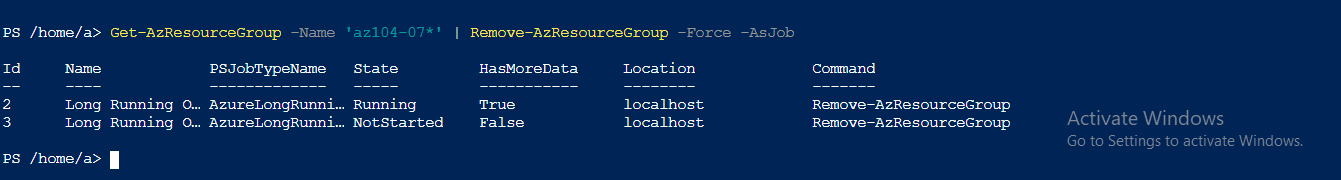 PS /home/a> Get-AzResourceGroup -Name 'az104-07*' | Remove-AzResourceGroup -Force -AsJob
Id     Name            PSJobTypeName   State         HasMoreData     Location             Command
--     ----            -------------   -----         -----------     --------             -------
2      Long Running O… AzureLongRunni… Running       True            localhost            Remove-AzResourceGroup
3      Long Running O… AzureLongRunni… NotStarted    False           localhost            Remove-AzResourceGroup
Activate Windows
Go to Settings to activate Windows.
PS /home/a>